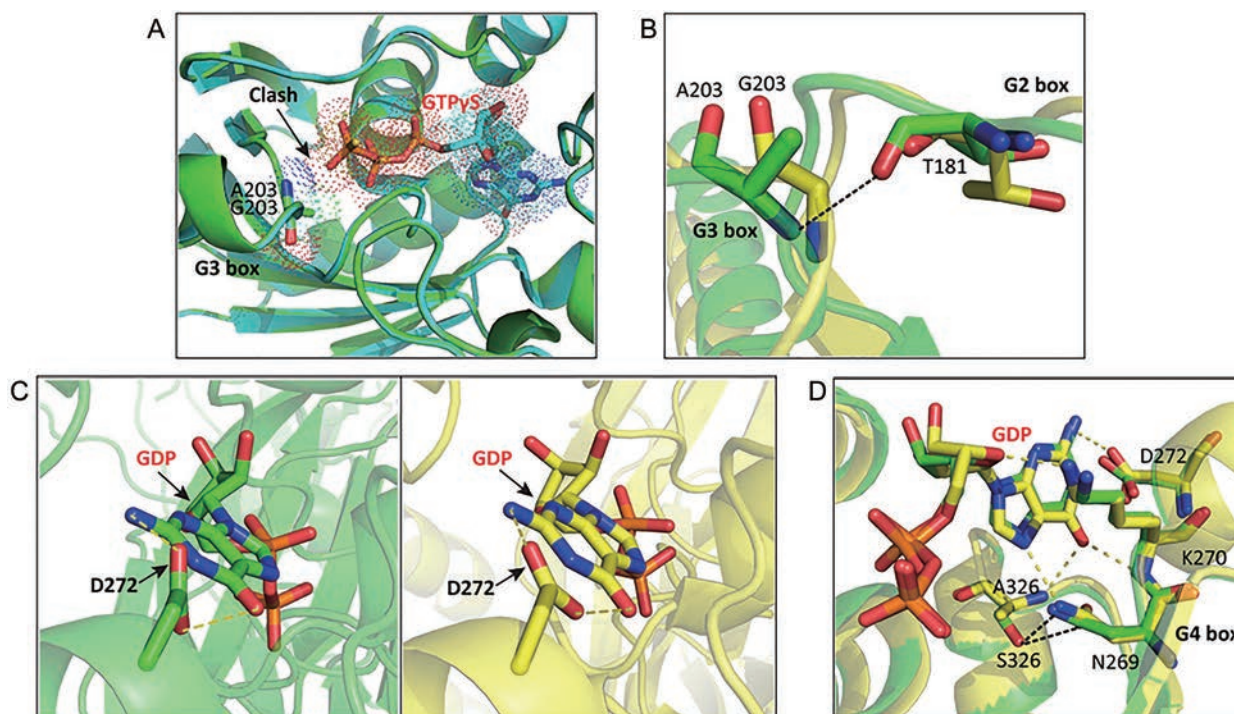 A
Clash
GTPγS
A203
G203
G3 box
B
A203
G203
G2 box
T181
G3 box
C
GDP
D272
GDP
D272
D
GDP
D272
K270
A326
G4 box
S326
N269